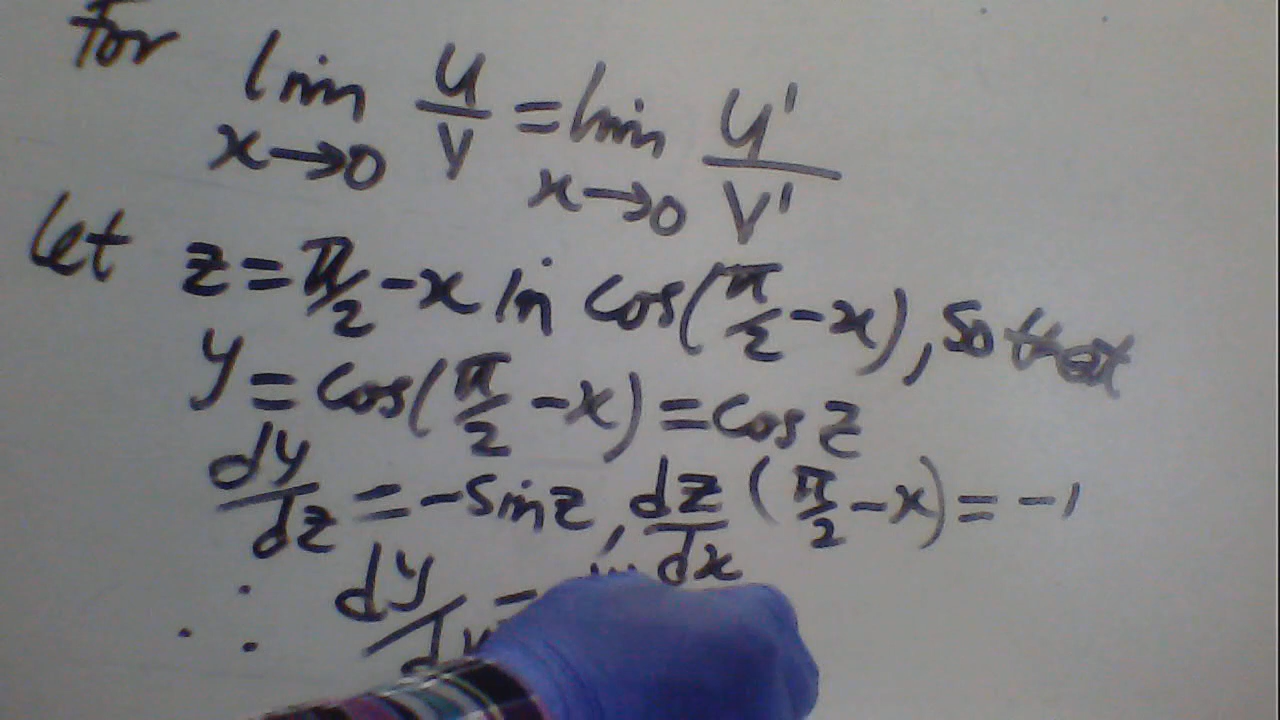 For lim x→0 u/v = lim x→0 u'/v'
Let z = π/2 - x in cos(π/2 - x), so that
y = cos(π/2 - x) = cos z
dy/dz = -sin z, dz/dx (π/2 - x) = -1
∴ dy/